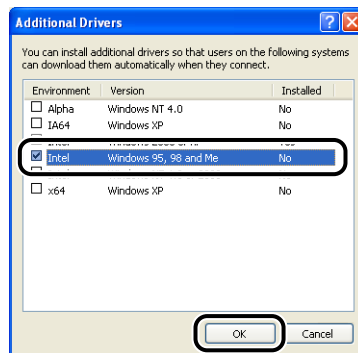 Additional Drivers
You can install additional drivers so that users on the following systems
can download them automatically when they connect.
Environment Version Installed
Alpha Windows NT 4.0 No
IA64 Windows XP No
Intel Windows 95, 98 and Me No
x64 Windows XP No
OK Cancel